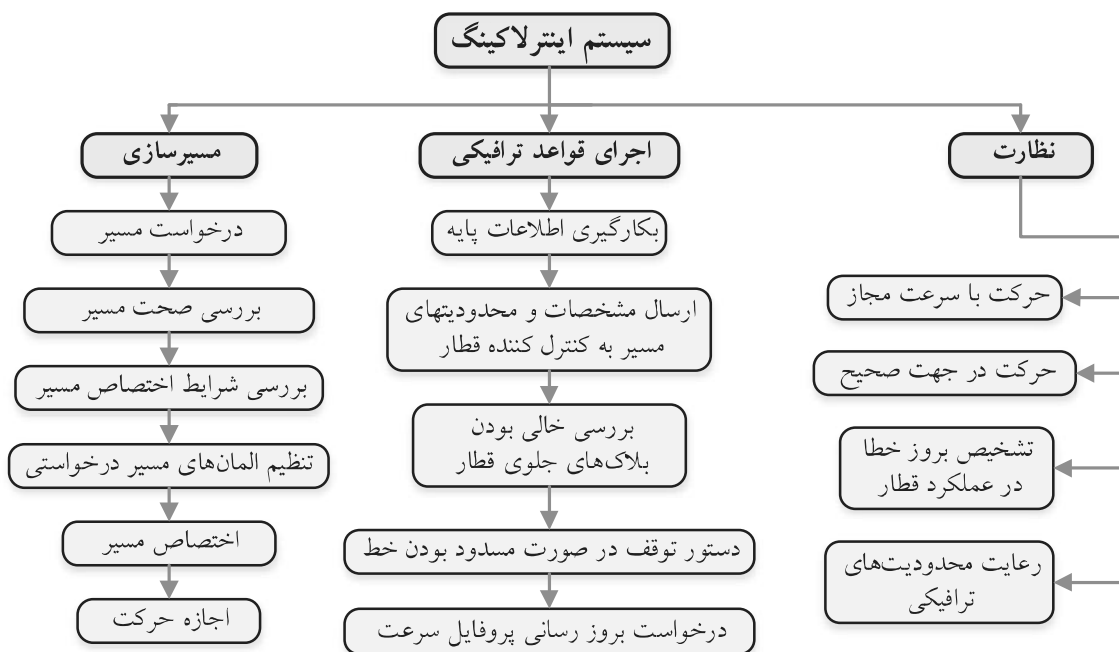 سیستم اینترلاکینگ
نظارت
حرکت با سرعت مجاز
حرکت در جهت صحیح
تشخیص بروز خطا
در عملکرد قطار
رعایت محدودیت‌های
ترافیکی
اجرای قواعد ترافیکی
بکارگیری اطلاعات پایه
ارسال مشخصات و محدودیتهای
مسیر به کنترل کننده قطار
بررسی خالی بودن
بلاک‌های جلوی قطار
دستور توقف در صورت مسدود بودن خط
درخواست بروز رسانی پروفایل سرعت
مسیرسازی
درخواست مسیر
بررسی صحت مسیر
بررسی شرایط اختصاص مسیر
تنظیم المان‌های مسیر درخواستی
اختصاص مسیر
اجازه حرکت